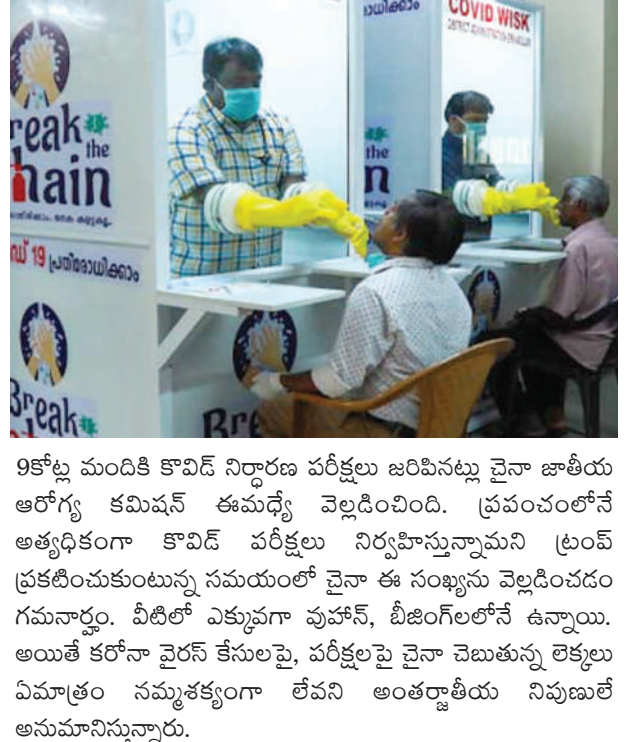 COVID WISK
reak
the
hain
the
n
ഡ് 19 പ്രതിരോധിക്കാം
Break
Break
9కోట్ల మందికి కొవిడ్ నిర్ధారణ పరీక్షలు జరిపినట్లు చైనా జాతీయ
ఆరోగ్య కమిషన్ ఈమధ్యే వెల్లడించింది. ప్రపంచంలోనే
అత్యధికంగా కొవిడ్ పరీక్షలు నిర్వహిస్తున్నామని ట్రంప్
ప్రకటించుకుంటున్న సమయంలో చైనా ఈ సంఖ్యను వెల్లడించడం
గమనార్హం. వీటిలో ఎక్కువగా వుహాన్, బీజింగ్‌లలోనే ఉన్నాయి.
అయితే కరోనా వైరస్ కేసులపై, పరీక్షలపై చైనా చెబుతున్న లెక్కలు
ఏమాత్రం నమ్మశక్యంగా లేవని అంతర్జాతీయ నిపుణులే
అనుమానిస్తున్నారు.